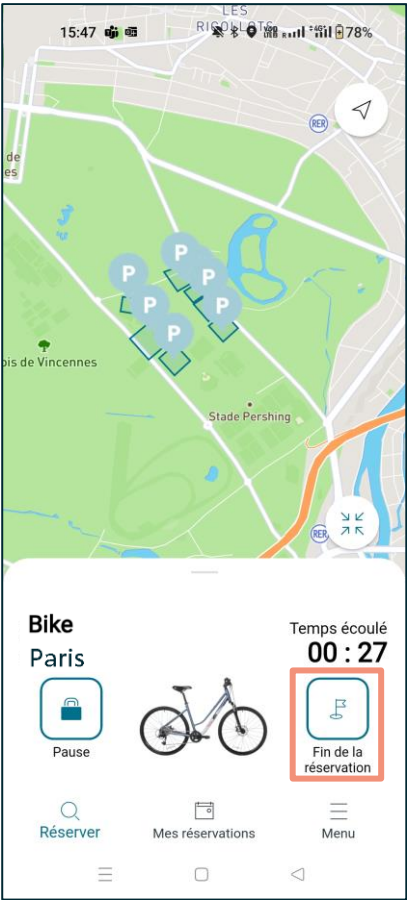 LES
RIGOLLOTS
15:47
78%
RER
de
es
P
P
P
P
P
P
ois de Vincennes
Stade Pershing
RER
Bike
Temps écoulé
Paris
00 : 27
Pause
Fin de la
réservation
Réserver
Mes réservations
Menu